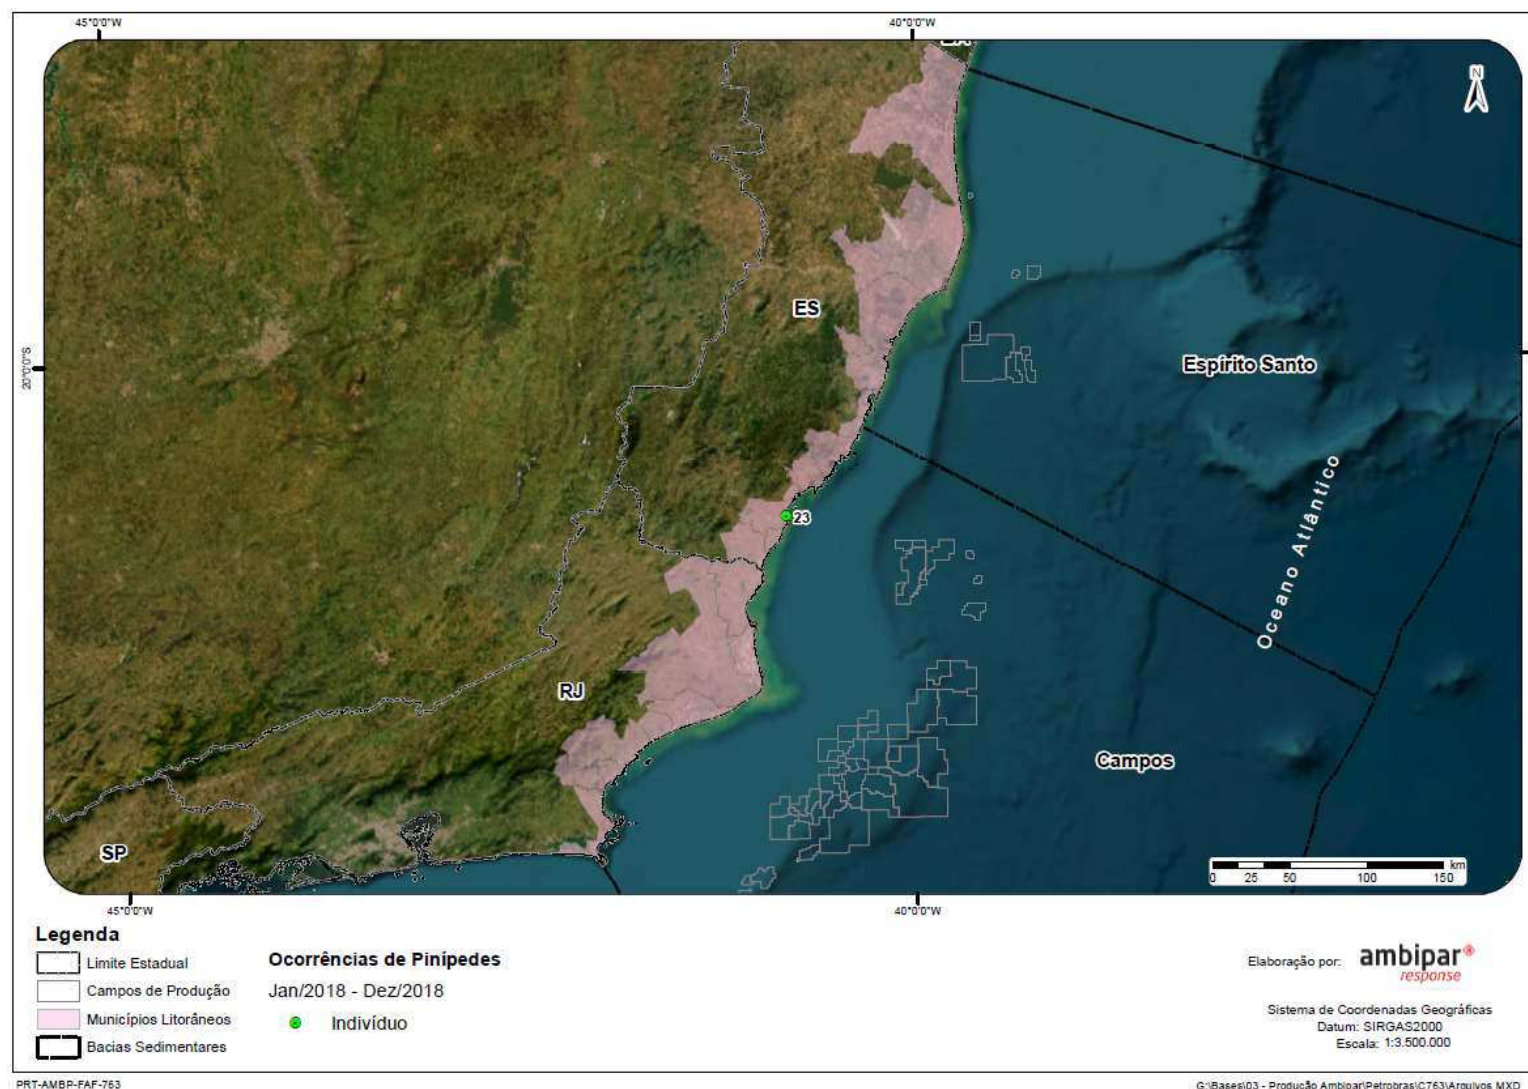 45°0'0"W
40°0'0"W
BA
N
ES
20°0'0"S
Espírito Santo
Oceano Atlântico
23
RJ
Campos
SP
km
0 25 50 100 150
45°0'0"W
40°0'0"W
Legenda
Limite Estadual
Campos de Produção
Municípios Litorâneos
Bacias Sedimentares
Ocorrências de Pinípedes
Jan/2018 - Dez/2018
Indivíduo
Elaboração por:
ambipar®
response
Sistema de Coordenadas Geográficas
Datum: SIRGAS2000
Escala: 1:3.500.000
PRT-AMBP-FAF-763
G:\Bases\03 - Produção Ambipar\Petrobras\C763\Arquivos MXD